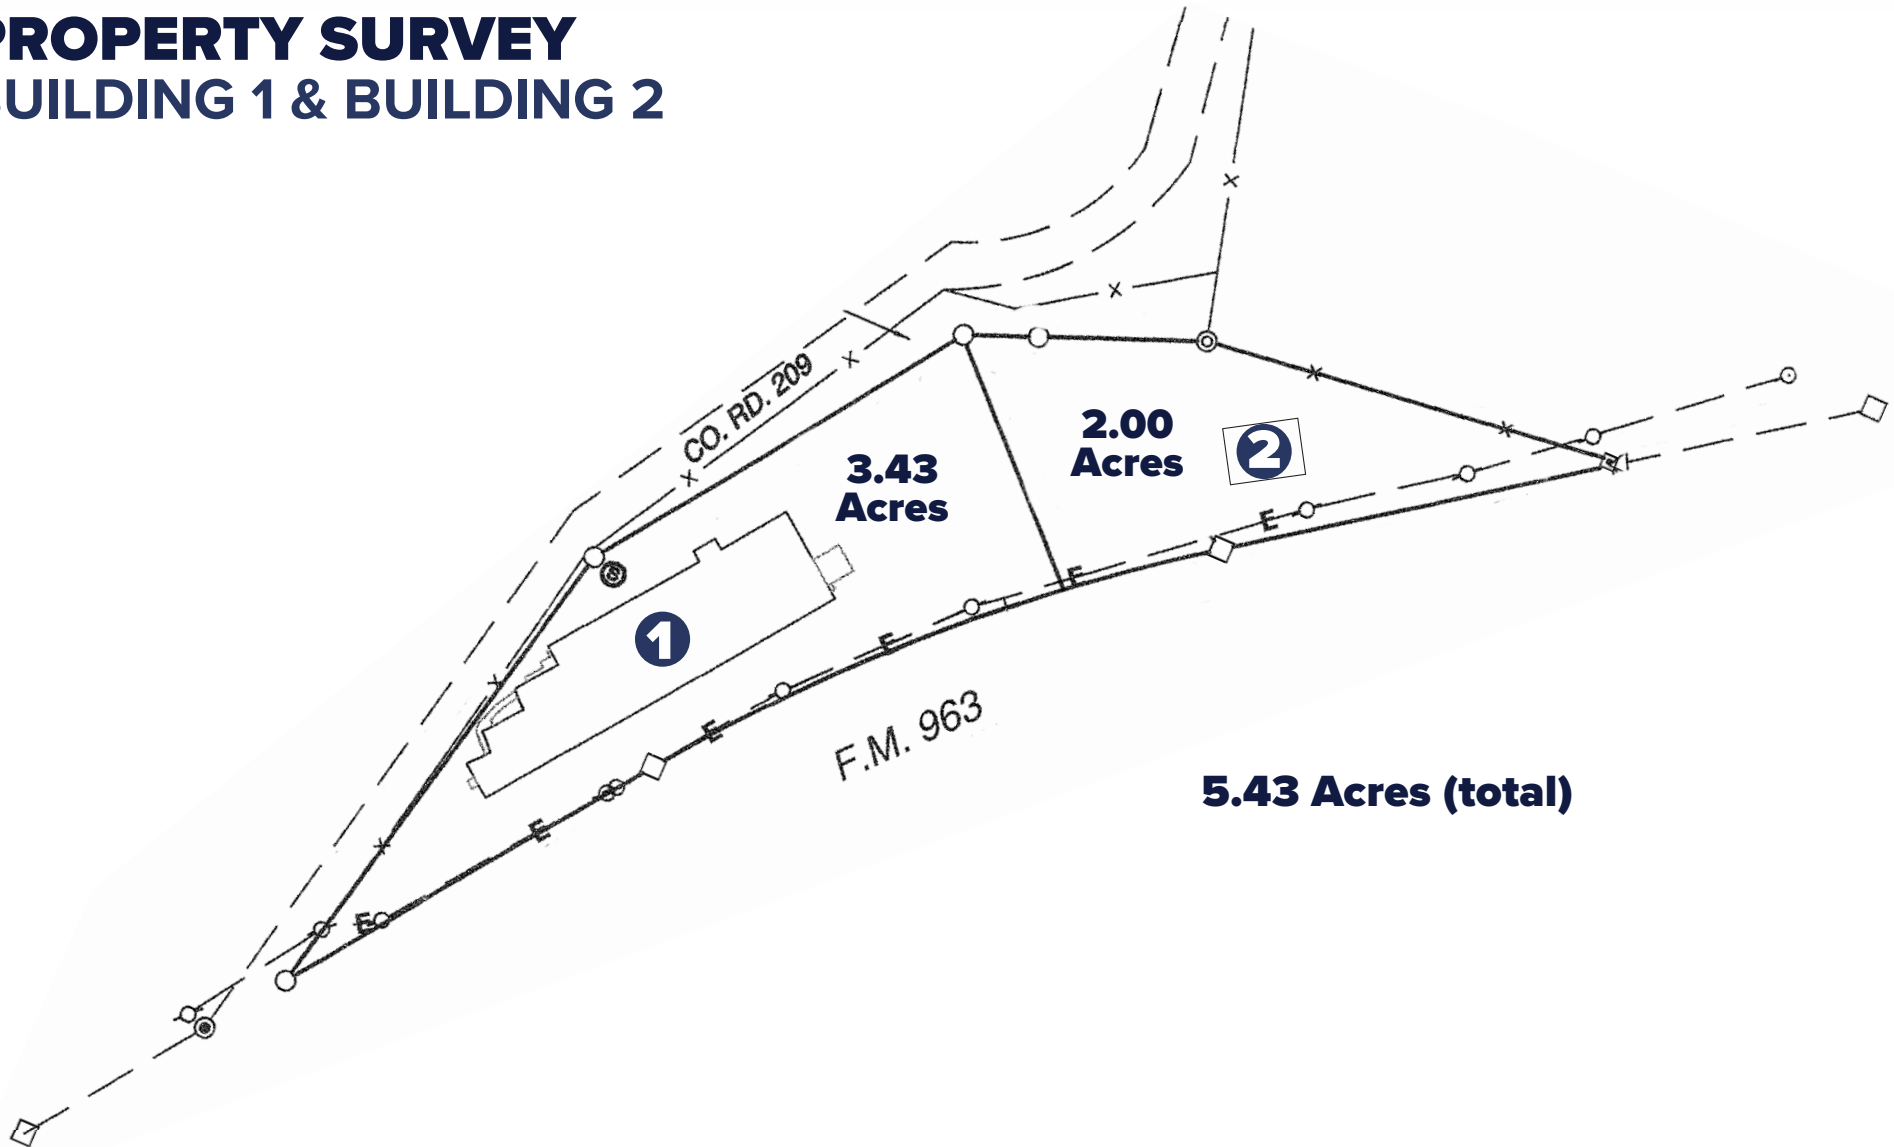 PROPERTY SURVEY
BUILDING 1 & BUILDING 2
CO. RD. 209
3.43
Acres
2.00
Acres
2
1
E
E
E
E
E
E
F.M. 963
5.43 Acres (total)